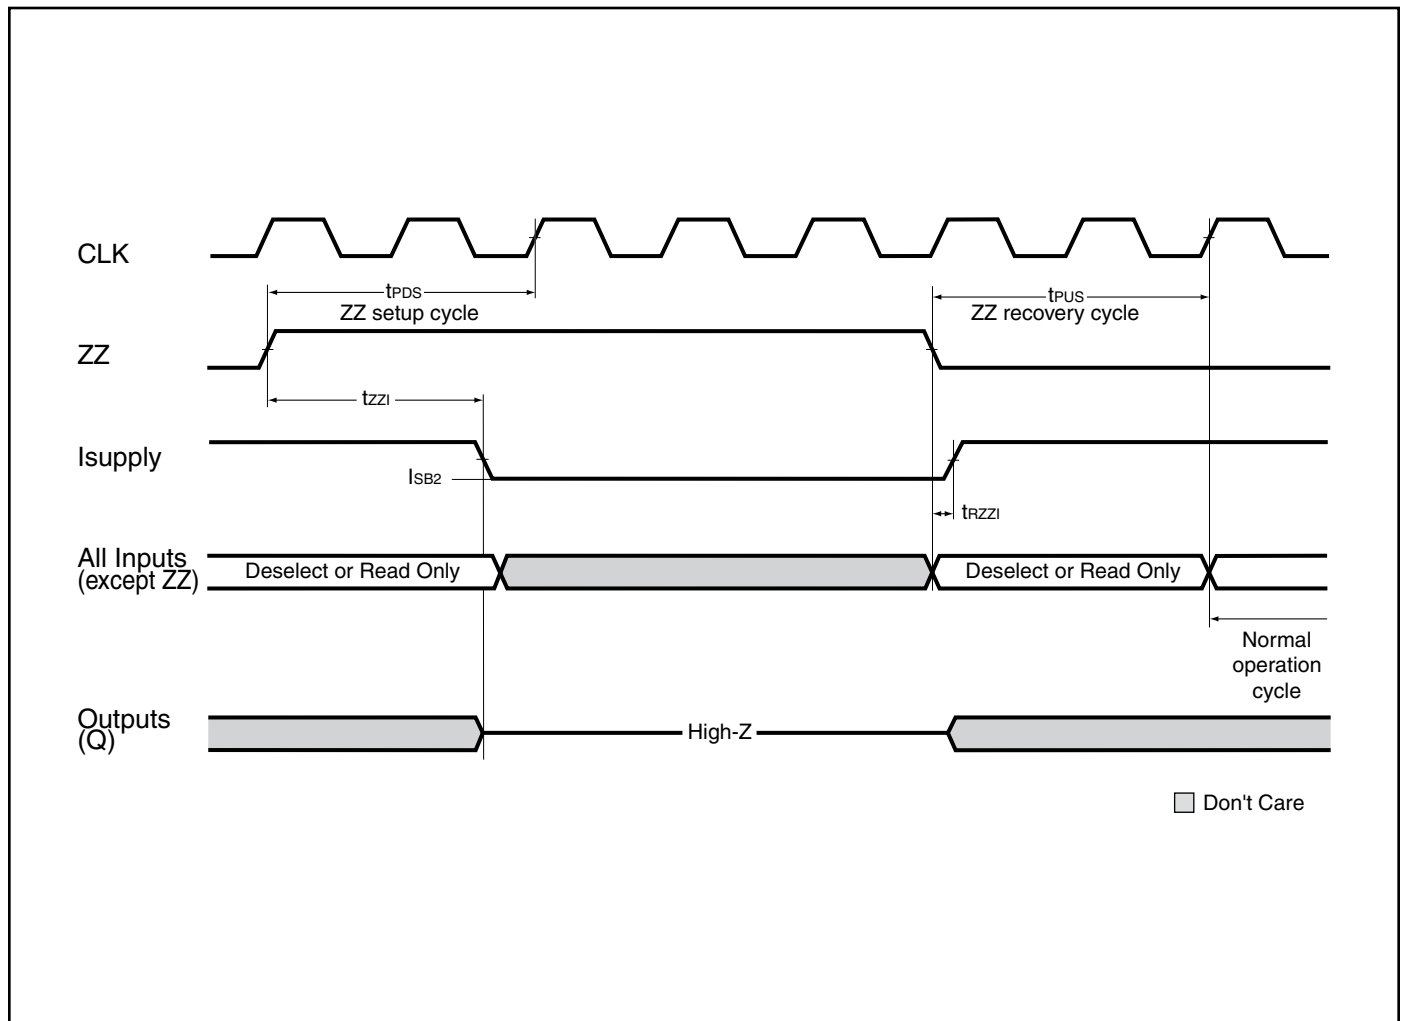 CLK
tPDS
ZZ setup cycle
tPUS
ZZ recovery cycle
ZZ
tZZI
Isupply
ISB2
tRZZI
All Inputs
(except ZZ)
Deselect or Read Only
Deselect or Read Only
Normal
operation
cycle
Outputs
(Q)
High-Z
Don't Care